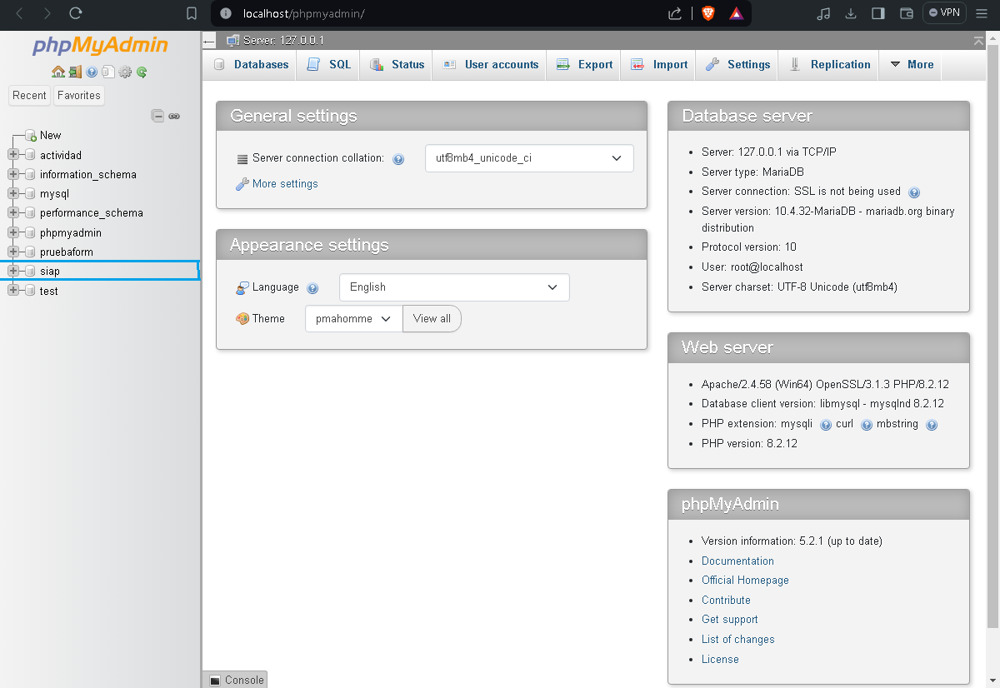 localhost/phpmyadmin/
VPN
phpMyAdmin
Recent
Favorites
New
actividad
information_schema
mysql
performance_schema
phpmyadmin
pruebaform
siap
test
Server: 127.0.0.1
Databases
SQL
Status
User accounts
Export
Import
Settings
Replication
More
General settings
Server connection collation:
utf8mb4_unicode_ci
More settings
Appearance settings
Language
English
Theme
pmahomme
View all
Database server
Server: 127.0.0.1 via TCP/IP
Server type: MariaDB
Server connection: SSL is not being used
Server version: 10.4.32-MariaDB - mariadb.org binary
distribution
Protocol version: 10
User: root@localhost
Server charset: UTF-8 Unicode (utf8mb4)
Web server
Apache/2.4.58 (Win64) OpenSSL/3.1.3 PHP/8.2.12
Database client version: libmysql - mysqlnd 8.2.12
PHP extension: mysqli curl mbstring
PHP version: 8.2.12
phpMyAdmin
Version information: 5.2.1 (up to date)
Documentation
Official Homepage
Contribute
Get support
List of changes
License
Console